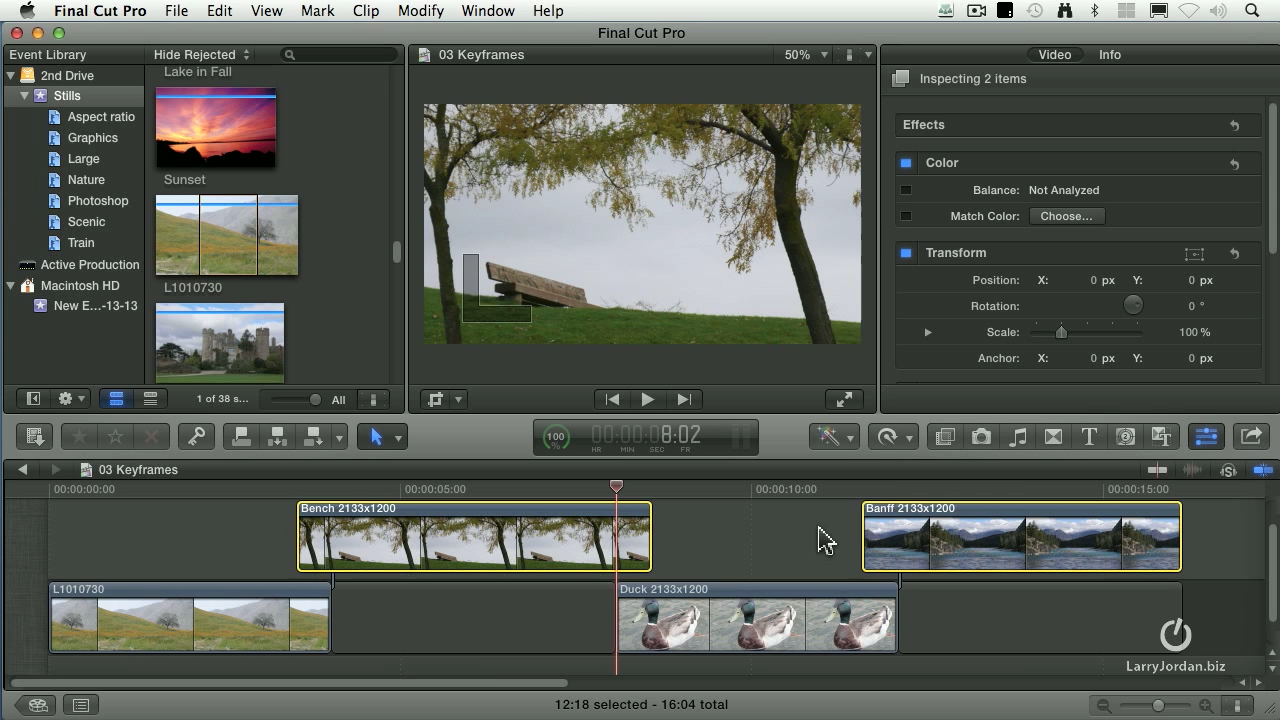 Final Cut Pro File Edit View Mark Clip Modify Window Help
Final Cut Pro
Event Library
Hide Rejected
2nd Drive
Stills
Aspect ratio
Graphics
Large
Nature
Photoshop
Scenic
Train
Active Production
Macintosh HD
New E...-13-13
Lake in Fall
Sunset
L1010730
1 of 38 s...
All
03 Keyframes
50%
Video
Info
Inspecting 2 items
Effects
Color
Balance: Not Analyzed
Match Color: Choose...
Transform
Position: X: 0 px Y: 0 px
Rotation: 0 °
Scale: 100 %
Anchor: X: 0 px Y: 0 px
100
%
00:00:08:02
HR MIN SEC FR
03 Keyframes
00:00:00:00
00:00:05:00
00:00:10:00
00:00:15:00
Bench 2133x1200
Banff 2133x1200
L1010730
Duck 2133x1200
LarryJordan.biz
12:18 selected - 16:04 total